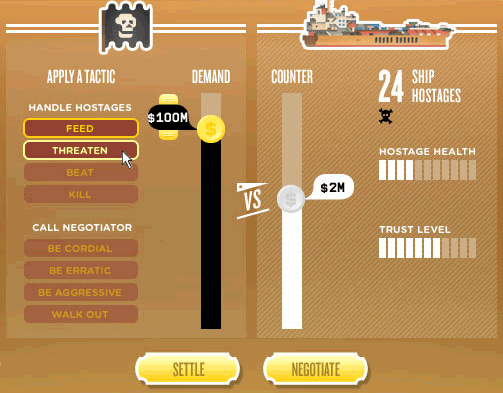 APPLY A TACTIC
DEMAND
HANDLE HOSTAGES
FEED
THREATEN
BEAT
KILL
CALL NEGOTIATOR
BE CORDIAL
BE ERRATIC
BE AGGRESSIVE
WALK OUT
$100M
$
VS
COUNTER
$
$2M
24 SHIP
HOSTAGES
HOSTAGE HEALTH
TRUST LEVEL
SETTLE
NEGOTIATE